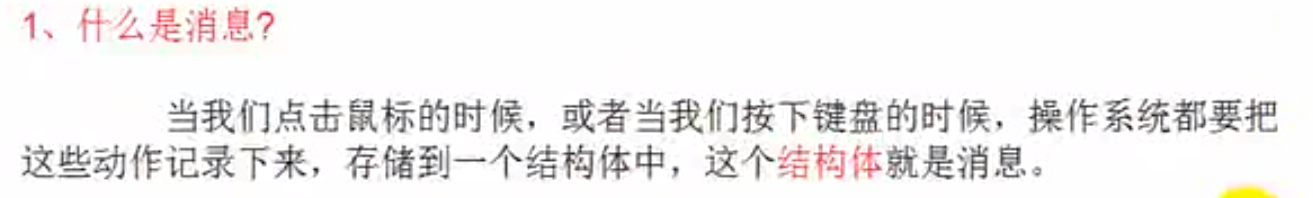 1、什么是消息?
当我们点击鼠标的时候，或者当我们按下键盘的时候，操作系统都要把
这些动作记录下来，存储到一个结构体中，这个结构体就是消息。